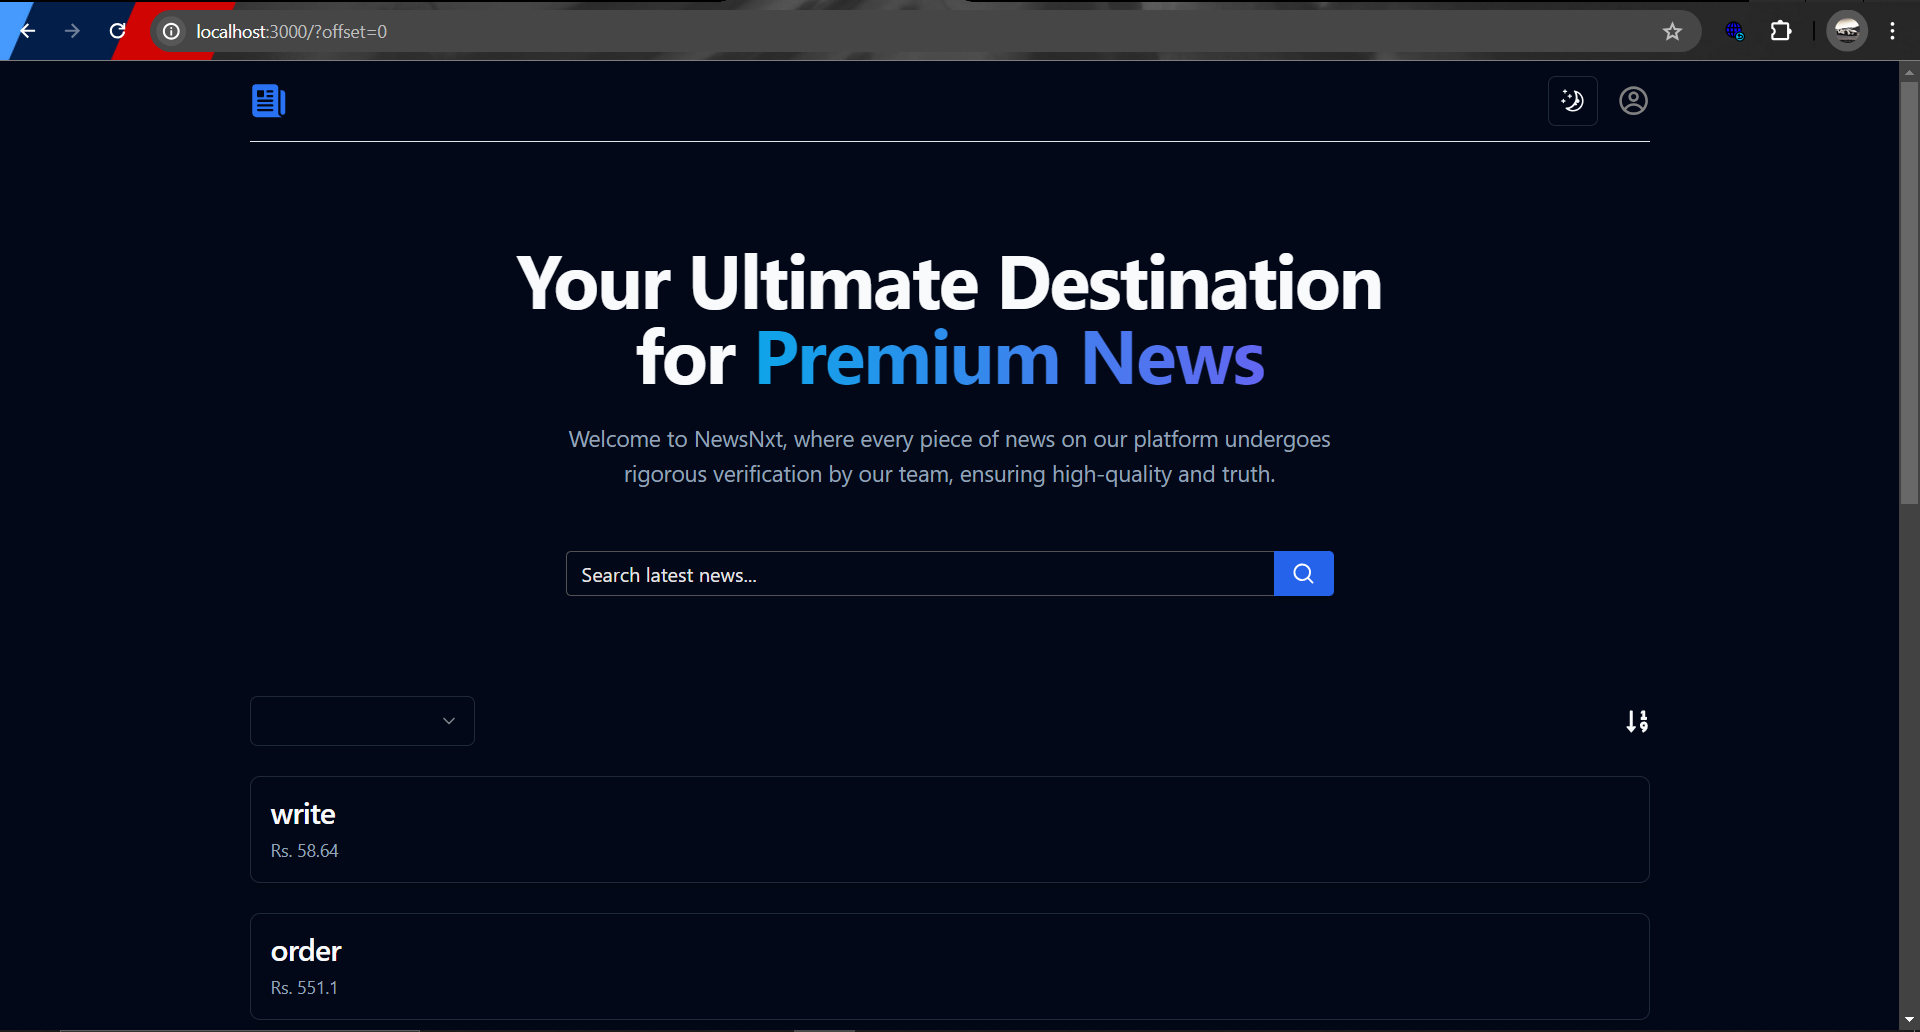 localhost:3000/?offset=0
Your Ultimate Destination
for Premium News
Welcome to NewsNxt, where every piece of news on our platform undergoes
rigorous verification by our team, ensuring high-quality and truth.
Search latest news...
write
Rs. 58.64
order
Rs. 551.1